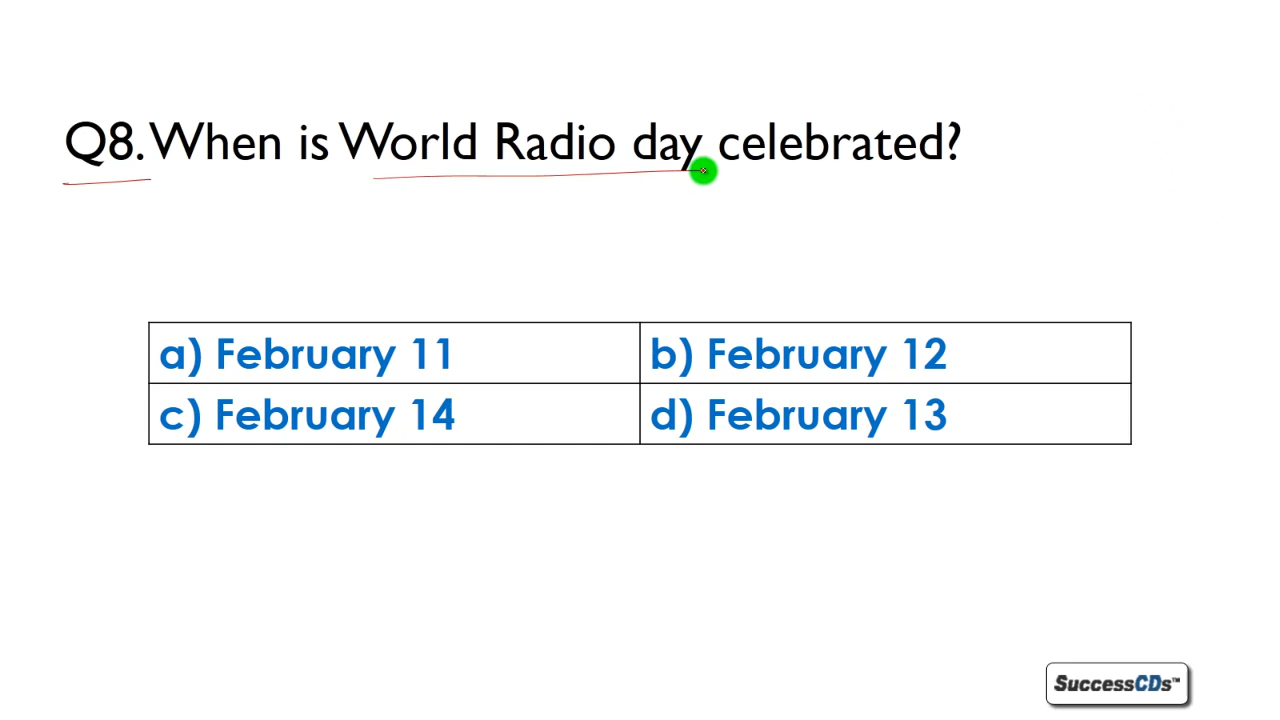 Q8. When is World Radio day celebrated?
a) February 11
b) February 12
c) February 14
d) February 13
SuccessCDs™